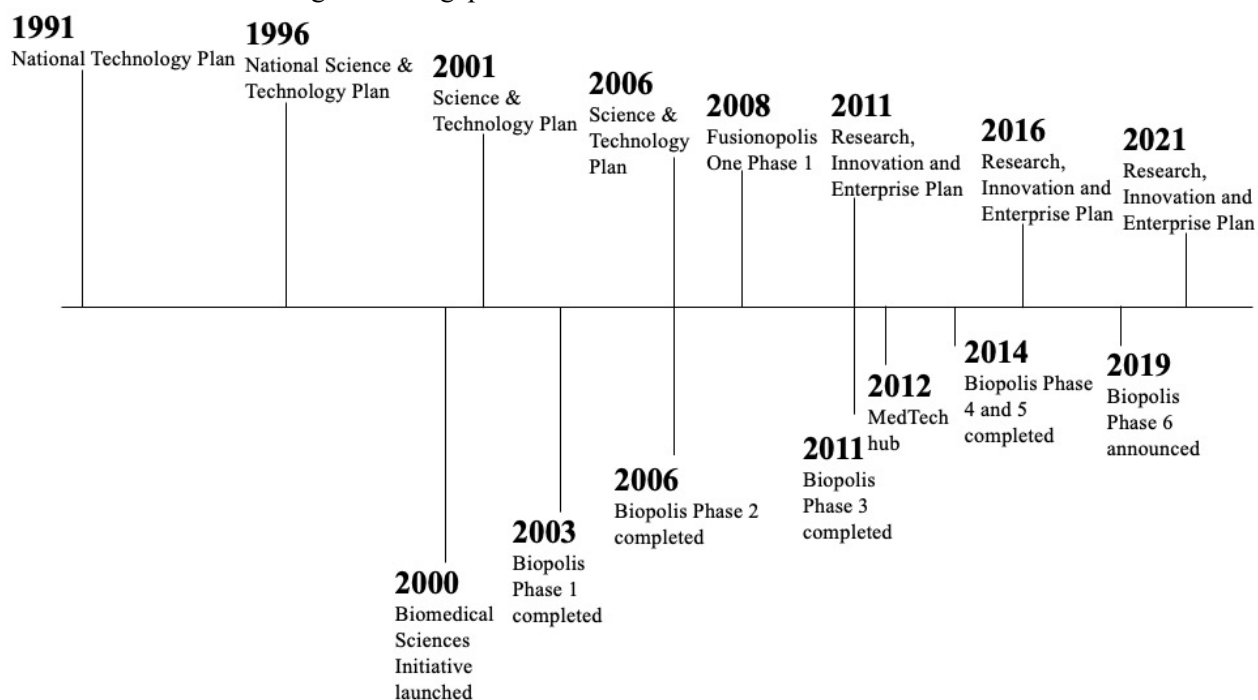 1991
National Technology Plan
1996
National Science &
Technology Plan
2001
Science &
Technology Plan
2006
Science &
Technology
Plan
2008
Fusionopolis
One Phase 1
2011
Research,
Innovation and
Enterprise Plan
2016
Research,
Innovation and
Enterprise Plan
2021
Research,
Innovation and
Enterprise Plan
2000
Biomedical
Sciences
Initiative
launched
2003
Biopolis
Phase 1
completed
2006
Biopolis Phase 2
completed
2011
Biopolis
Phase 3
completed
2012
MedTech
hub
2014
Biopolis Phase
4 and 5
completed
2019
Biopolis
Phase 6
announced